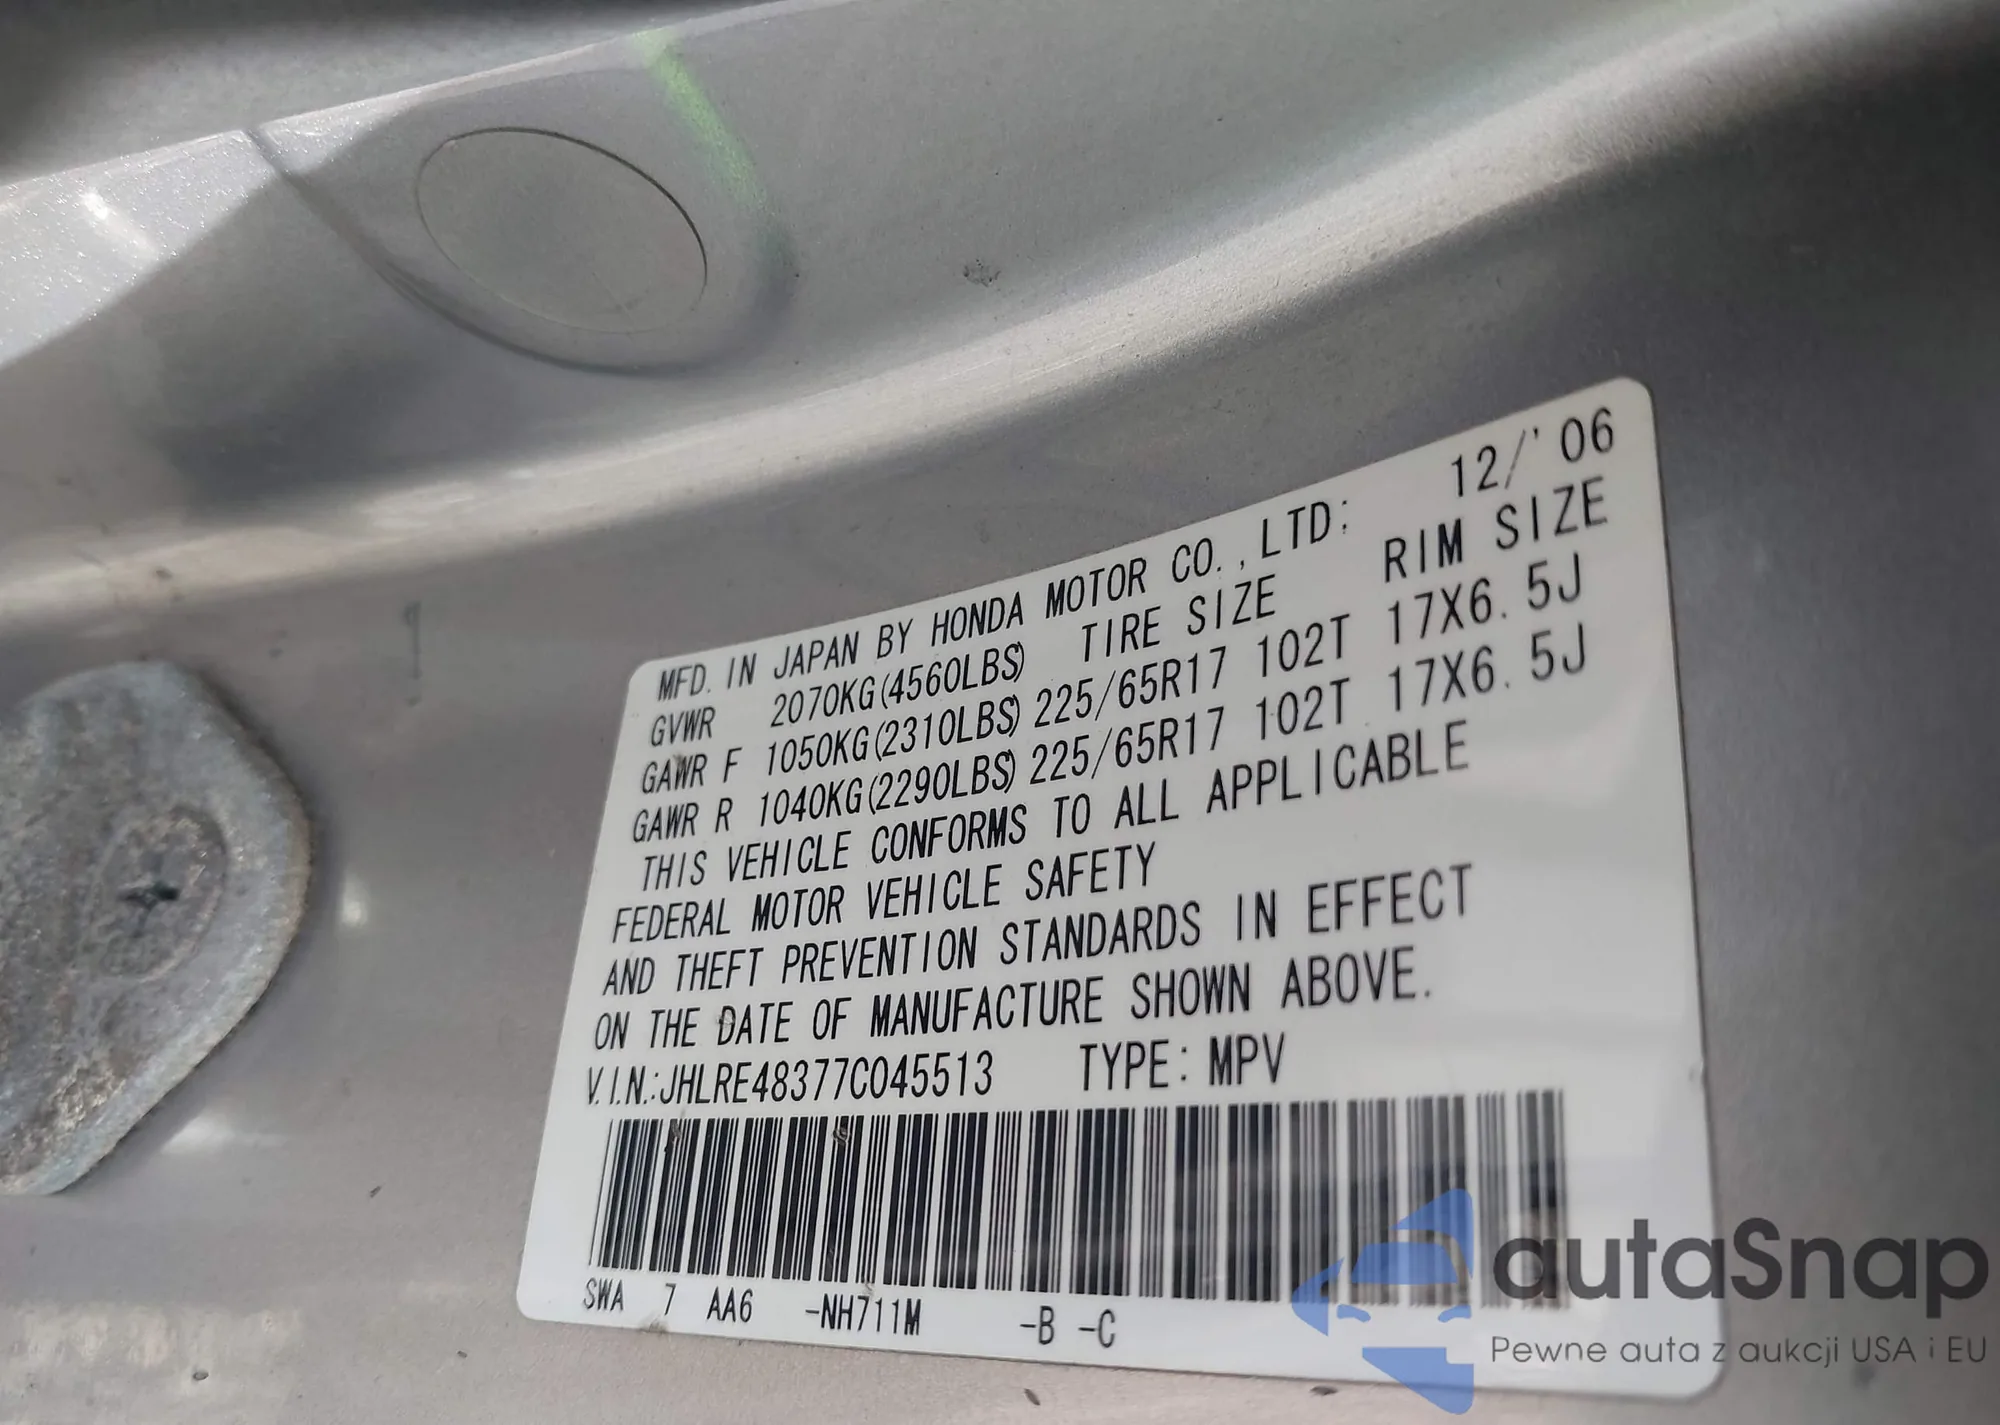 MFD. IN JAPAN BY HONDA MOTOR CO., LTD: 12/'06
GVWR 2070KG(4560LBS) TIRE SIZE RIM SIZE
GAWR F 1050KG(2310LBS) 225/65R17 102T 17X6.5J
GAWR R 1040KG(2290LBS) 225/65R17 102T 17X6.5J
THIS VEHICLE CONFORMS TO ALL APPLICABLE
FEDERAL MOTOR VEHICLE SAFETY
AND THEFT PREVENTION STANDARDS IN EFFECT
ON THE DATE OF MANUFACTURE SHOWN ABOVE.
V.I.N.:JHLRE48377C045513 TYPE: MPV
SWA 7 AA6 -NH711M -B -C
autaSnap
Pewne auta z aukcji USA i EU